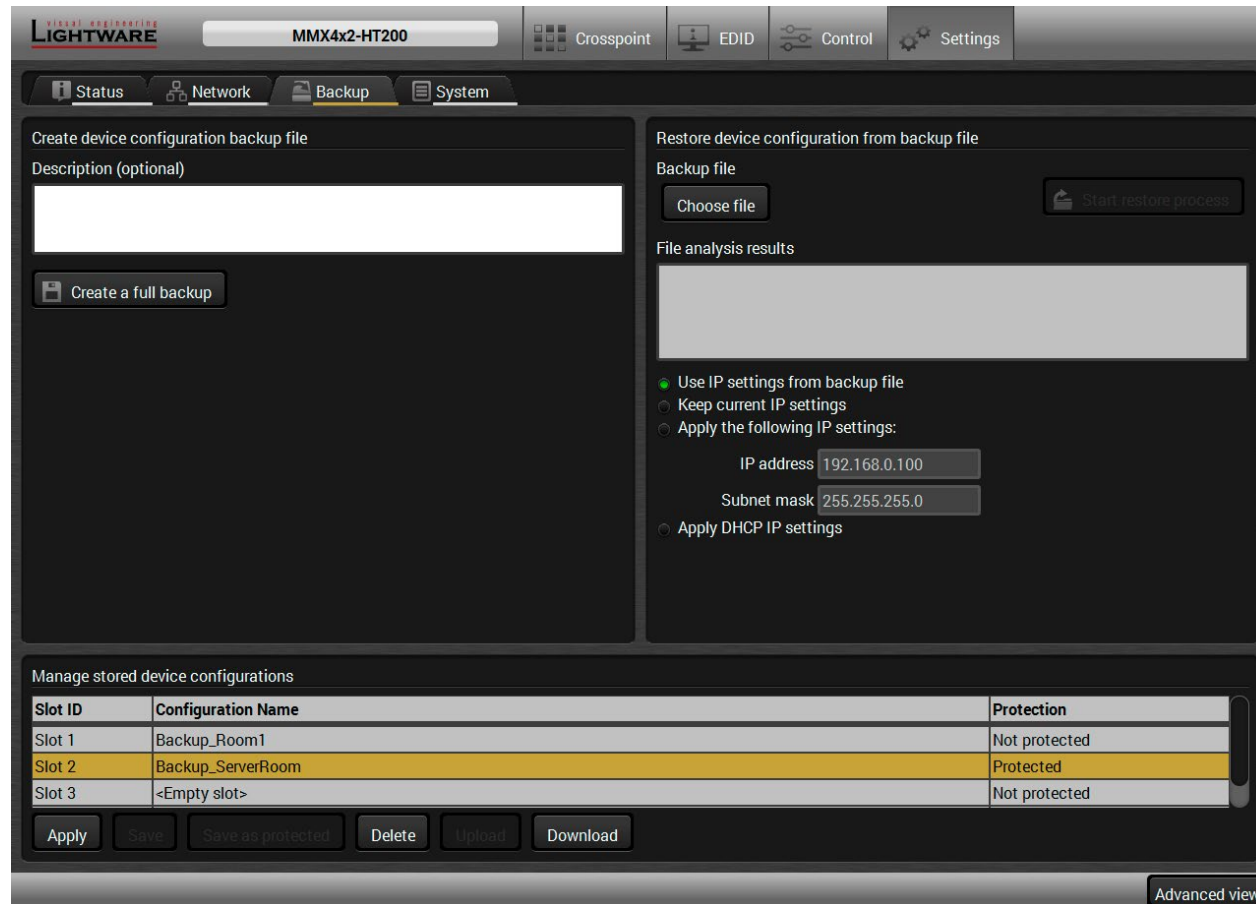 visual engineering
LIGHTWARE
MMX4x2-HT200
Crosspoint
EDID
Control
Settings
Status
Network
Backup
System
Create device configuration backup file
Description (optional)
Create a full backup
Restore device configuration from backup file
Backup file
Choose file
Start restore process
File analysis results
Use IP settings from backup file
Keep current IP settings
Apply the following IP settings:
IP address 192.168.0.100
Subnet mask 255.255.255.0
Apply DHCP IP settings
Manage stored device configurations
Slot ID Configuration Name Protection
Slot 1 Backup_Room1 Not protected
Slot 2 Backup_ServerRoom Protected
Slot 3 <Empty slot> Not protected
Apply Save Save as protected Delete Upload Download
Advanced view